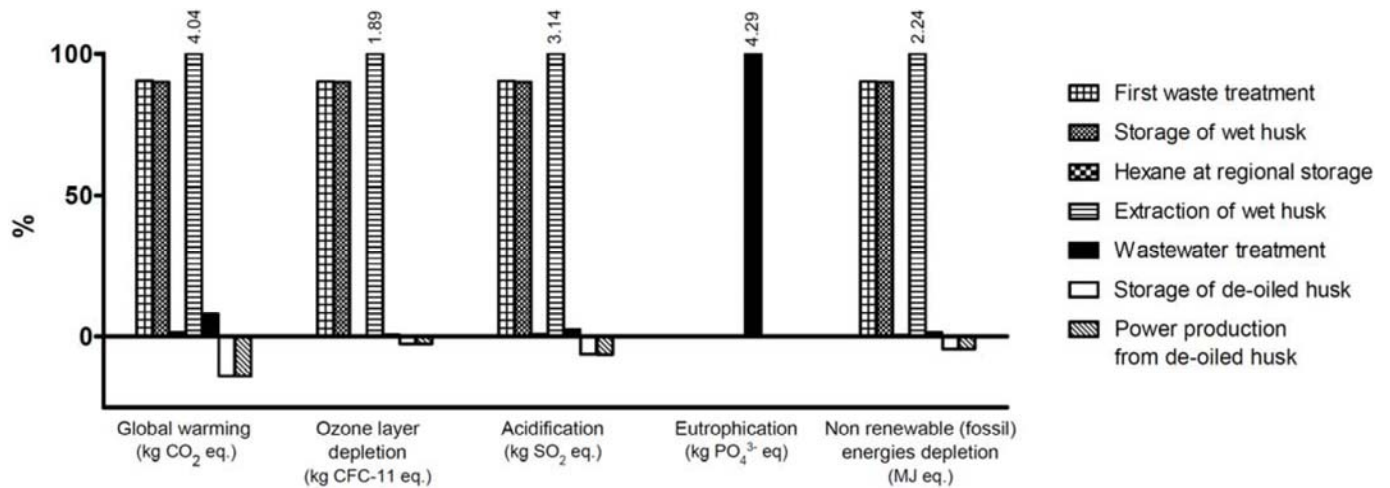 4.04
1.89
3.14
4.29
2.24
100
50
0
%
First waste treatment
Storage of wet husk
Hexane at regional storage
Extraction of wet husk
Wastewater treatment
Storage of de-oiled husk
Power production
from de-oiled husk
Global warming
(kg CO₂ eq.)
Ozone layer
depletion
(kg CFC-11 eq.)
Acidification
(kg SO₂ eq.)
Eutrophication
(kg PO₄³⁻ eq)
Non renewable (fossil)
energies depletion
(MJ eq.)